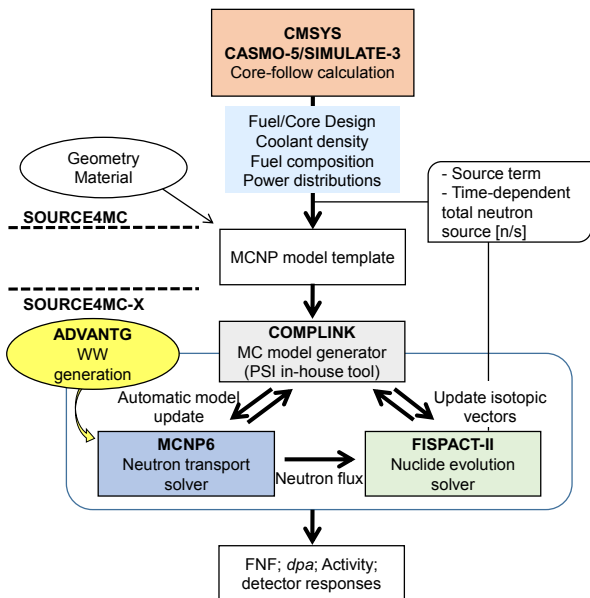 CMSYS
CASMO-5/SIMULATE-3
Core-follow calculation
Fuel/Core Design
Coolant density
Fuel composition
Power distributions
Geometry
Material
- Source term
- Time-dependent
total neutron
source [n/s]
SOURCE4MC
MCNP model template
SOURCE4MC-X
ADVANTG
WW
generation
COMPLINK
MC model generator
(PSI in-house tool)
Automatic model
update
Update isotopic
vectors
MCNP6
Neutron transport
solver
Neutron flux
FISPACT-II
Nuclide evolution
solver
FNF; dpa; Activity;
detector responses